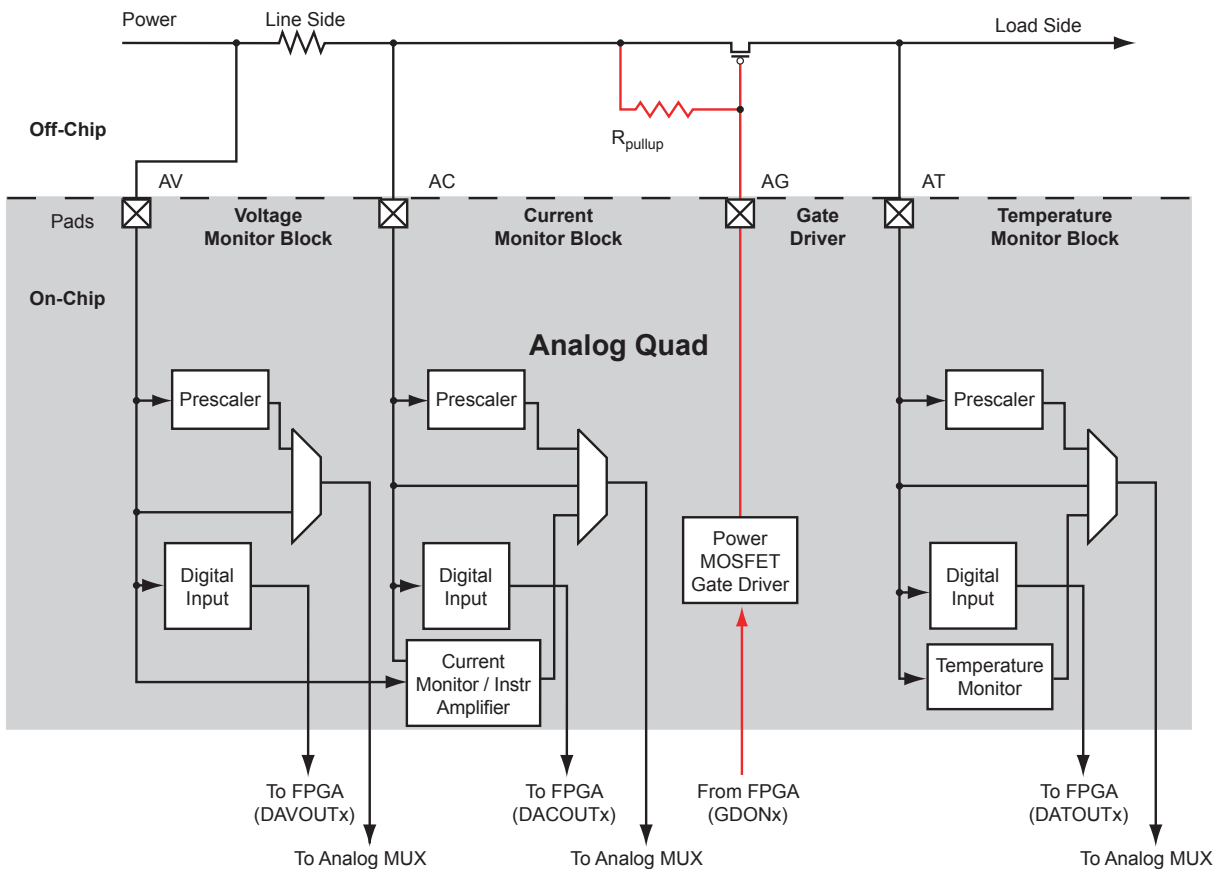 Power
Line Side
Load Side
Off-Chip
Rpullup
AV
AC
AG
AT
Pads
Voltage
Monitor Block
Current
Monitor Block
Gate
Driver
Temperature
Monitor Block
On-Chip
Analog Quad
Prescaler
Prescaler
Prescaler
Power
MOSFET
Gate Driver
Digital
Input
Digital
Input
Digital
Input
Current
Monitor / Instr
Amplifier
Temperature
Monitor
To FPGA
(DAVOUTx)
To FPGA
(DACOUTx)
From FPGA
(GDONx)
To FPGA
(DATOUTx)
To Analog MUX
To Analog MUX
To Analog MUX